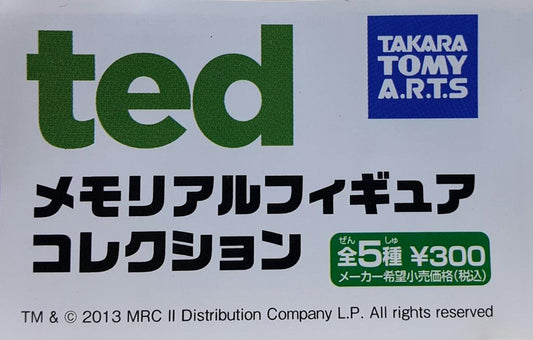 ted
TAKARA
TOMY
A.R.T.S
メモリアルフィギュア
コレクション
ぜん しゅ
全5種 ¥300
メーカー希望小売価格(税込)
TM & © 2013 MRC II Distribution Company L.P. All rights reserved